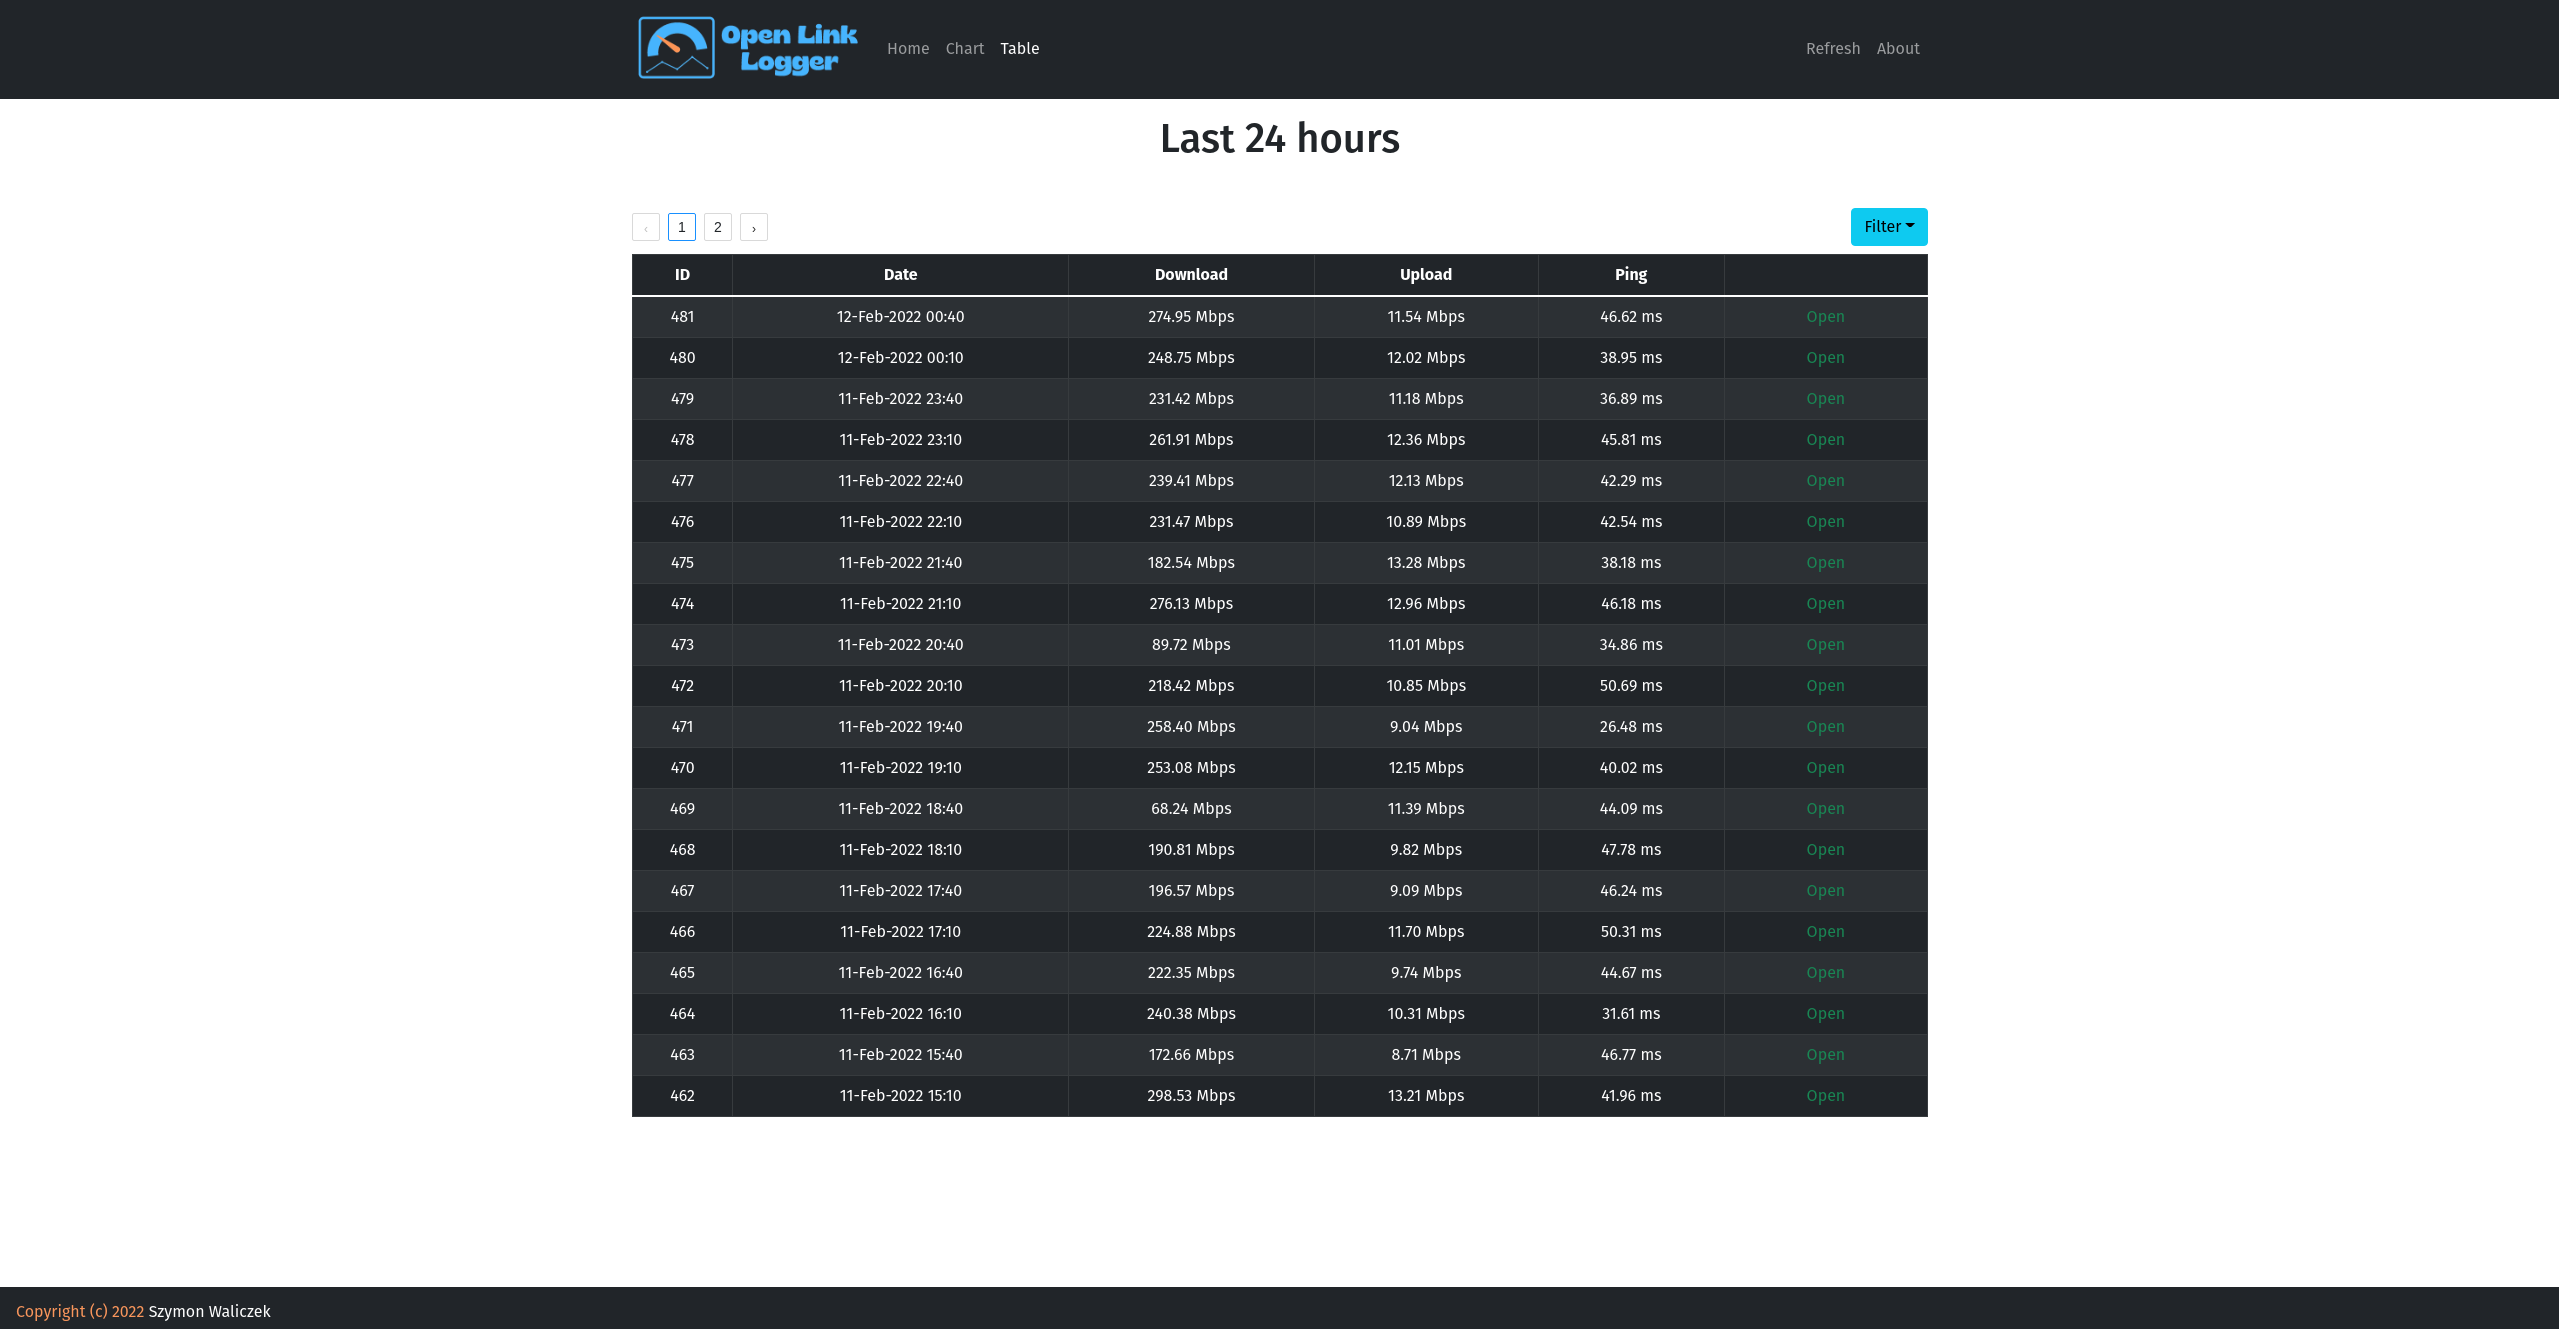 Open Link
Logger
Home Chart Table Refresh About
Last 24 hours
‹ 1 2 › Filter
ID Date Download Upload Ping
481 12-Feb-2022 00:40 274.95 Mbps 11.54 Mbps 46.62 ms Open
480 12-Feb-2022 00:10 248.75 Mbps 12.02 Mbps 38.95 ms Open
479 11-Feb-2022 23:40 231.42 Mbps 11.18 Mbps 36.89 ms Open
478 11-Feb-2022 23:10 261.91 Mbps 12.36 Mbps 45.81 ms Open
477 11-Feb-2022 22:40 239.41 Mbps 12.13 Mbps 42.29 ms Open
476 11-Feb-2022 22:10 231.47 Mbps 10.89 Mbps 42.54 ms Open
475 11-Feb-2022 21:40 182.54 Mbps 13.28 Mbps 38.18 ms Open
474 11-Feb-2022 21:10 276.13 Mbps 12.96 Mbps 46.18 ms Open
473 11-Feb-2022 20:40 89.72 Mbps 11.01 Mbps 34.86 ms Open
472 11-Feb-2022 20:10 218.42 Mbps 10.85 Mbps 50.69 ms Open
471 11-Feb-2022 19:40 258.40 Mbps 9.04 Mbps 26.48 ms Open
470 11-Feb-2022 19:10 253.08 Mbps 12.15 Mbps 40.02 ms Open
469 11-Feb-2022 18:40 68.24 Mbps 11.39 Mbps 44.09 ms Open
468 11-Feb-2022 18:10 190.81 Mbps 9.82 Mbps 47.78 ms Open
467 11-Feb-2022 17:40 196.57 Mbps 9.09 Mbps 46.24 ms Open
466 11-Feb-2022 17:10 224.88 Mbps 11.70 Mbps 50.31 ms Open
465 11-Feb-2022 16:40 222.35 Mbps 9.74 Mbps 44.67 ms Open
464 11-Feb-2022 16:10 240.38 Mbps 10.31 Mbps 31.61 ms Open
463 11-Feb-2022 15:40 172.66 Mbps 8.71 Mbps 46.77 ms Open
462 11-Feb-2022 15:10 298.53 Mbps 13.21 Mbps 41.96 ms Open
Copyright (c) 2022 Szymon Waliczek